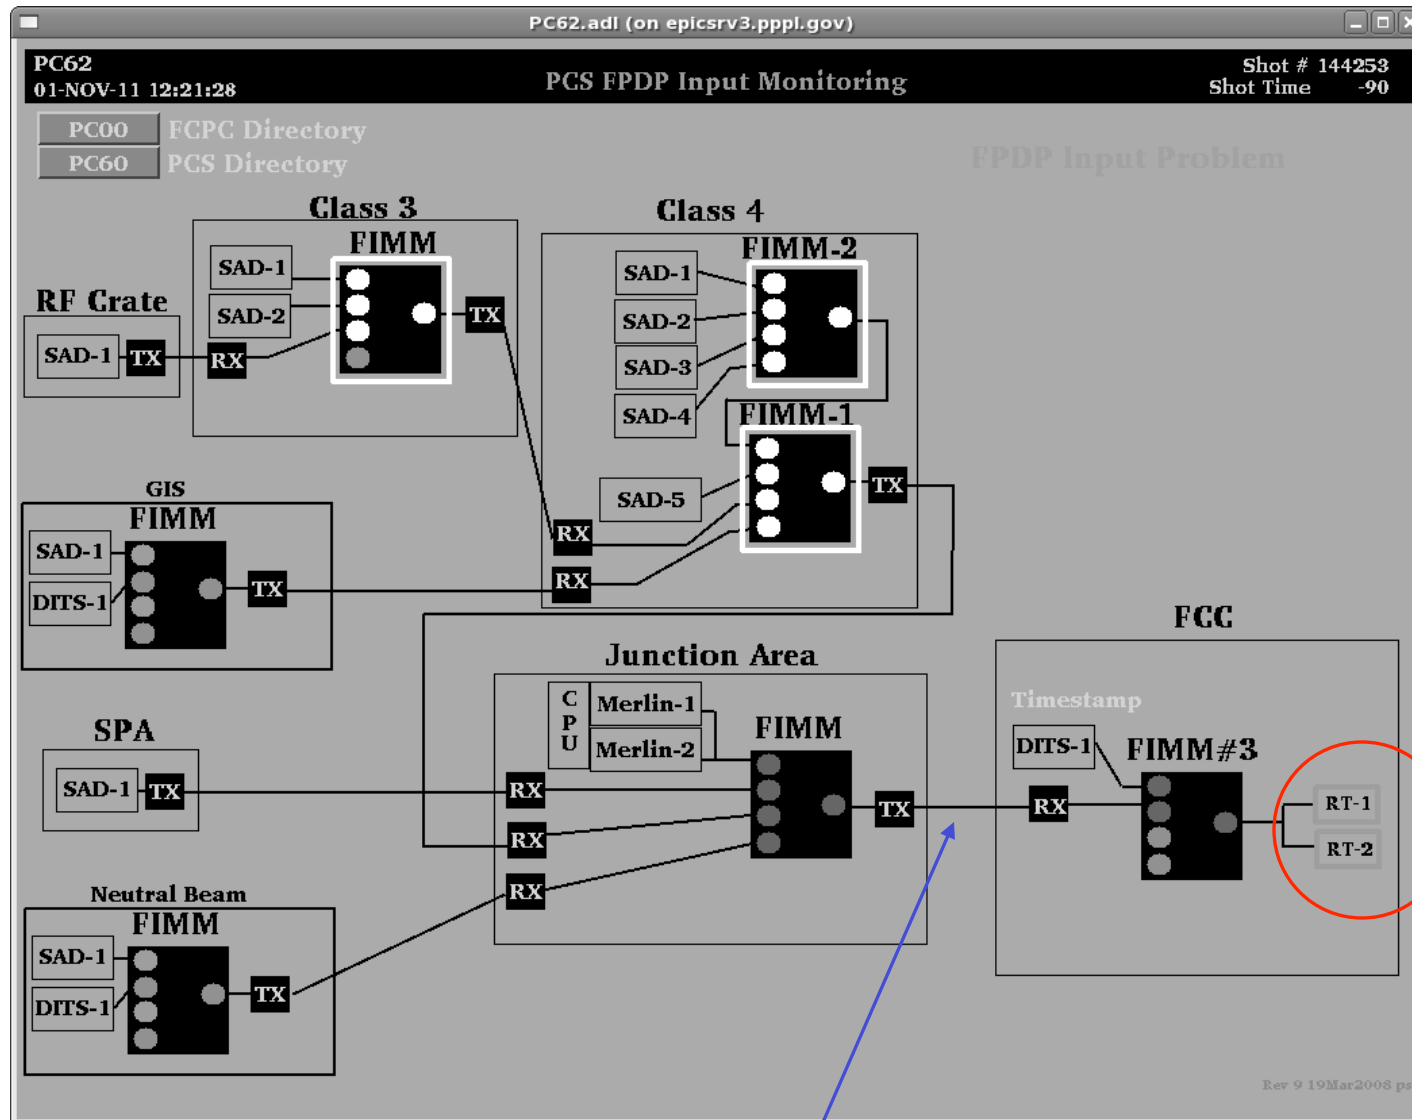 PC62.adl (on epicsrv3.pppl.gov)
PC62
01-NOV-11 12:21:28
PCS FPDP Input Monitoring
Shot # 144253
Shot Time -90
PC00 FCPC Directory
PC60 PCS Directory
FPDP Input Problem
Class 3
FIMM
SAD-1
SAD-2
RX
TX
RF Crate
SAD-1 TX
Class 4
FIMM-2
SAD-1
SAD-2
SAD-3
SAD-4
FIMM-1
SAD-5
TX
RX
RX
GIS
FIMM
SAD-1
DITS-1
TX
SPA
SAD-1 TX
Neutral Beam
FIMM
SAD-1
DITS-1
TX
Junction Area
CPU
Merlin-1
Merlin-2
FIMM
RX
RX
RX
TX
FCC
Timestamp
DITS-1
FIMM#3
RX
RT-1
RT-2
Rev 9 19Mar2008 ps